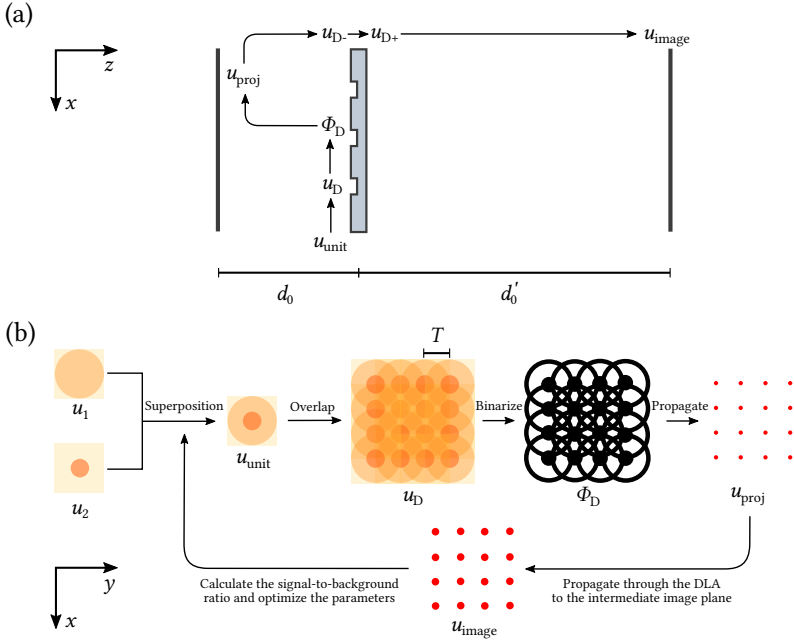 (a)
z
x
u_D-
u_D+
u_image
u_proj
Φ_D
u_D
u_unit
d_0
d_0′
(b)
T
u_1
Superposition
Overlap
Binarize
Propagate
u_2
u_unit
u_D
Φ_D
u_proj
y
x
Calculate the signal-to-background
ratio and optimize the parameters
u_image
Propagate through the DLA
to the intermediate image plane